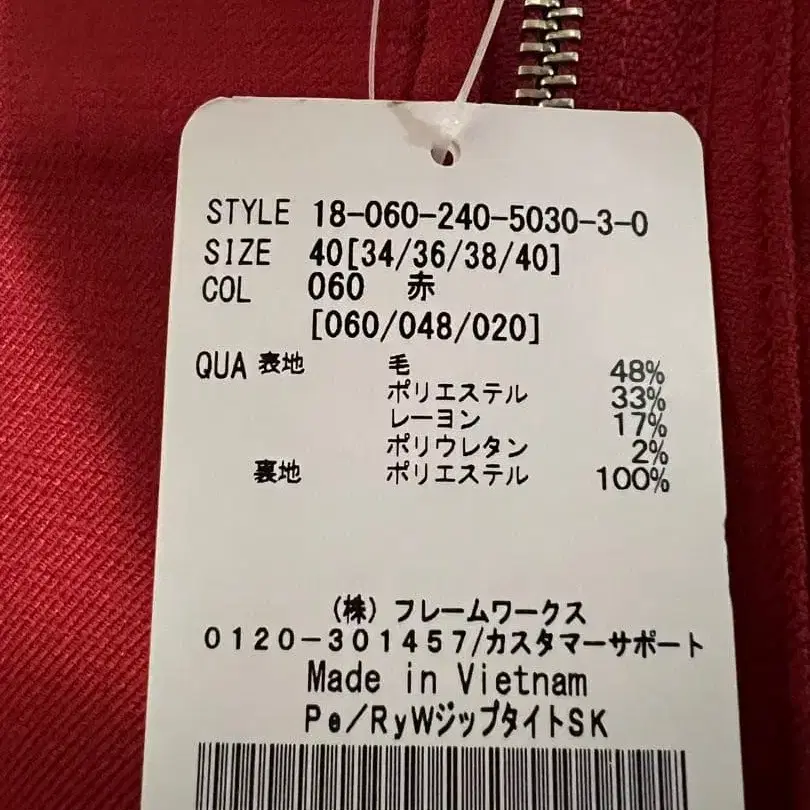 STYLE 18-060-240-5030-3-0
SIZE 40[34/36/38/40]
COL 060 赤
[060/048/020]
QUA 表地 毛 48%
ポリエステル 33%
レーヨン 17%
ポリウレタン 2%
裏地 ポリエステル 100%
(株)フレームワークス
0120-301457/カスタマーサポート
Made in Vietnam
Pe/RyWジップタイトSK